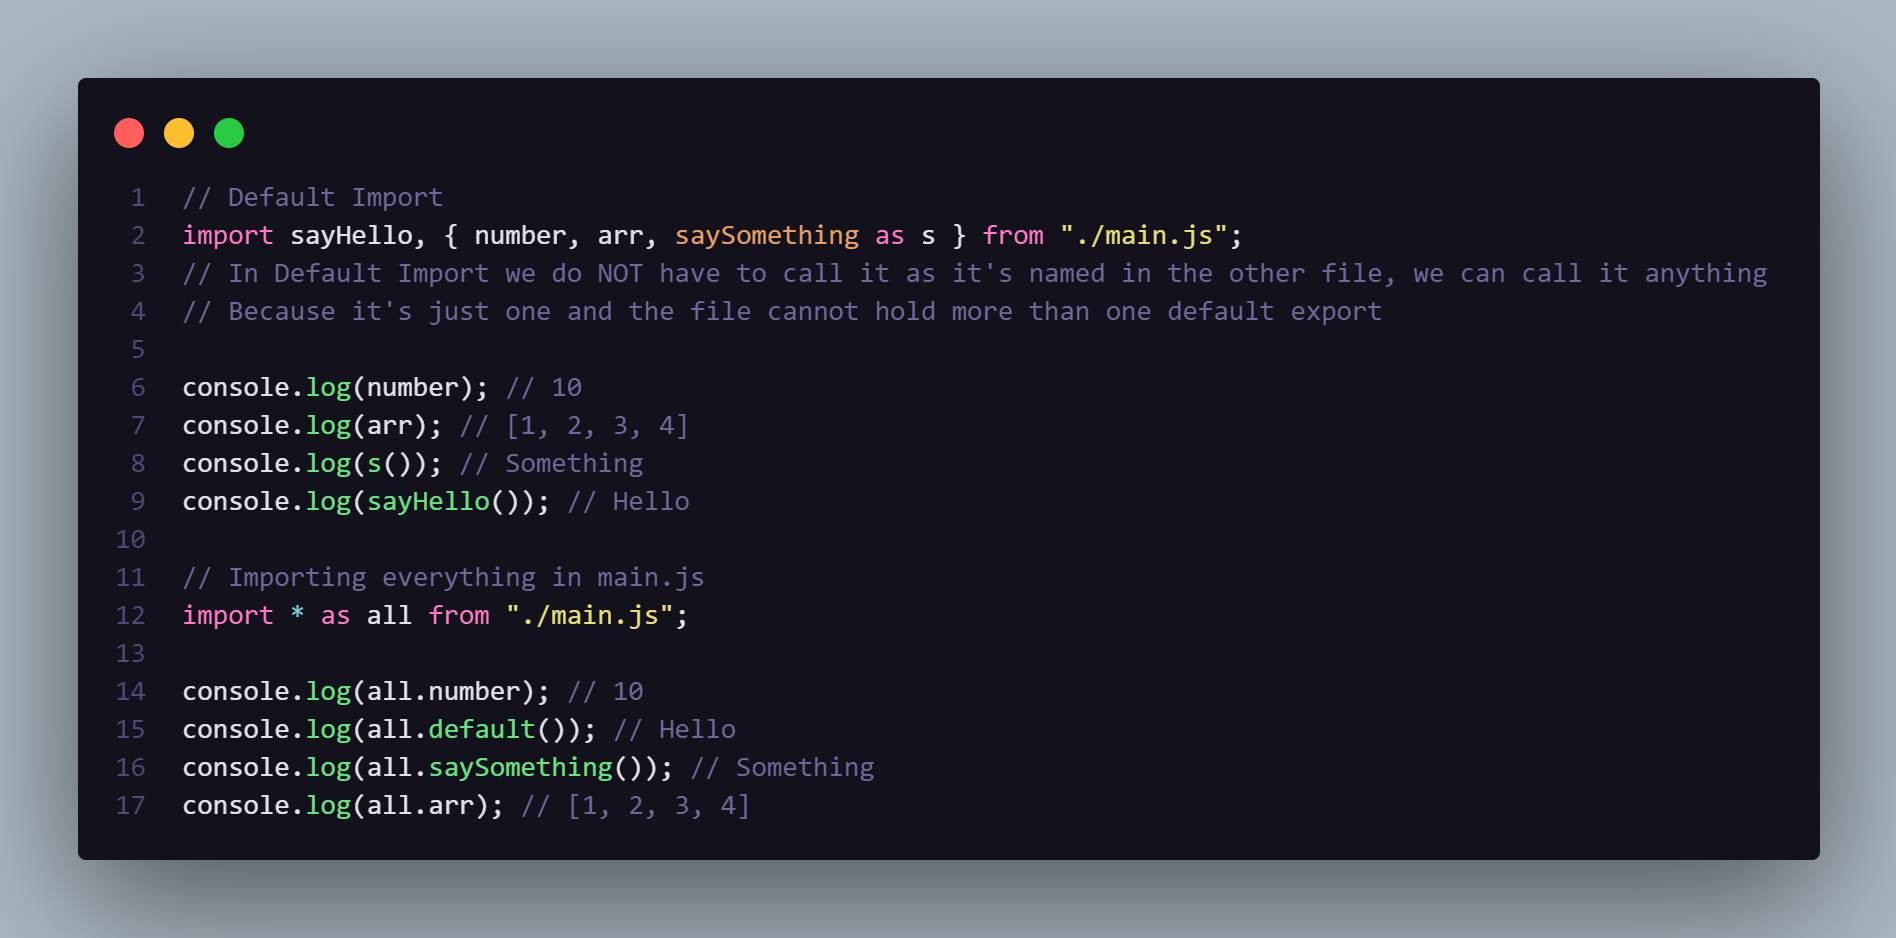 1 // Default Import
2 import sayHello, { number, arr, saySomething as s } from "./main.js";
3 // In Default Import we do NOT have to call it as it's named in the other file, we can call it anything
4 // Because it's just one and the file cannot hold more than one default export
5
6 console.log(number); // 10
7 console.log(arr); // [1, 2, 3, 4]
8 console.log(s()); // Something
9 console.log(sayHello()); // Hello
10
11 // Importing everything in main.js
12 import * as all from "./main.js";
13
14 console.log(all.number); // 10
15 console.log(all.default()); // Hello
16 console.log(all.saySomething()); // Something
17 console.log(all.arr); // [1, 2, 3, 4]